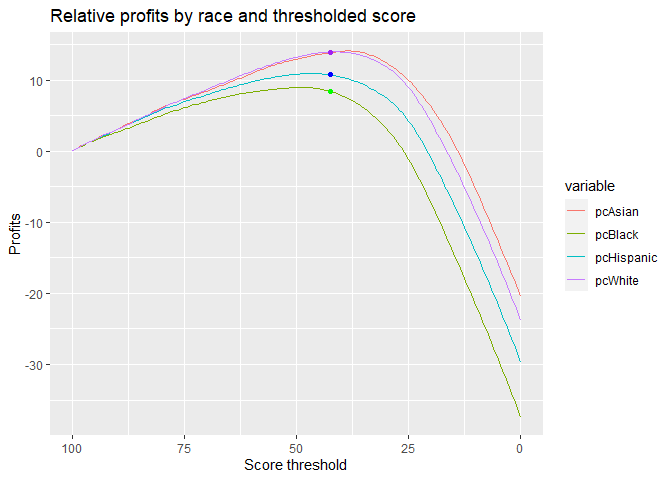 Relative profits by race and thresholded score
10
0
-10
-20
-30
Profits
100
75
50
25
0
Score threshold
variable
pcAsian
pcBlack
pcHispanic
pcWhite